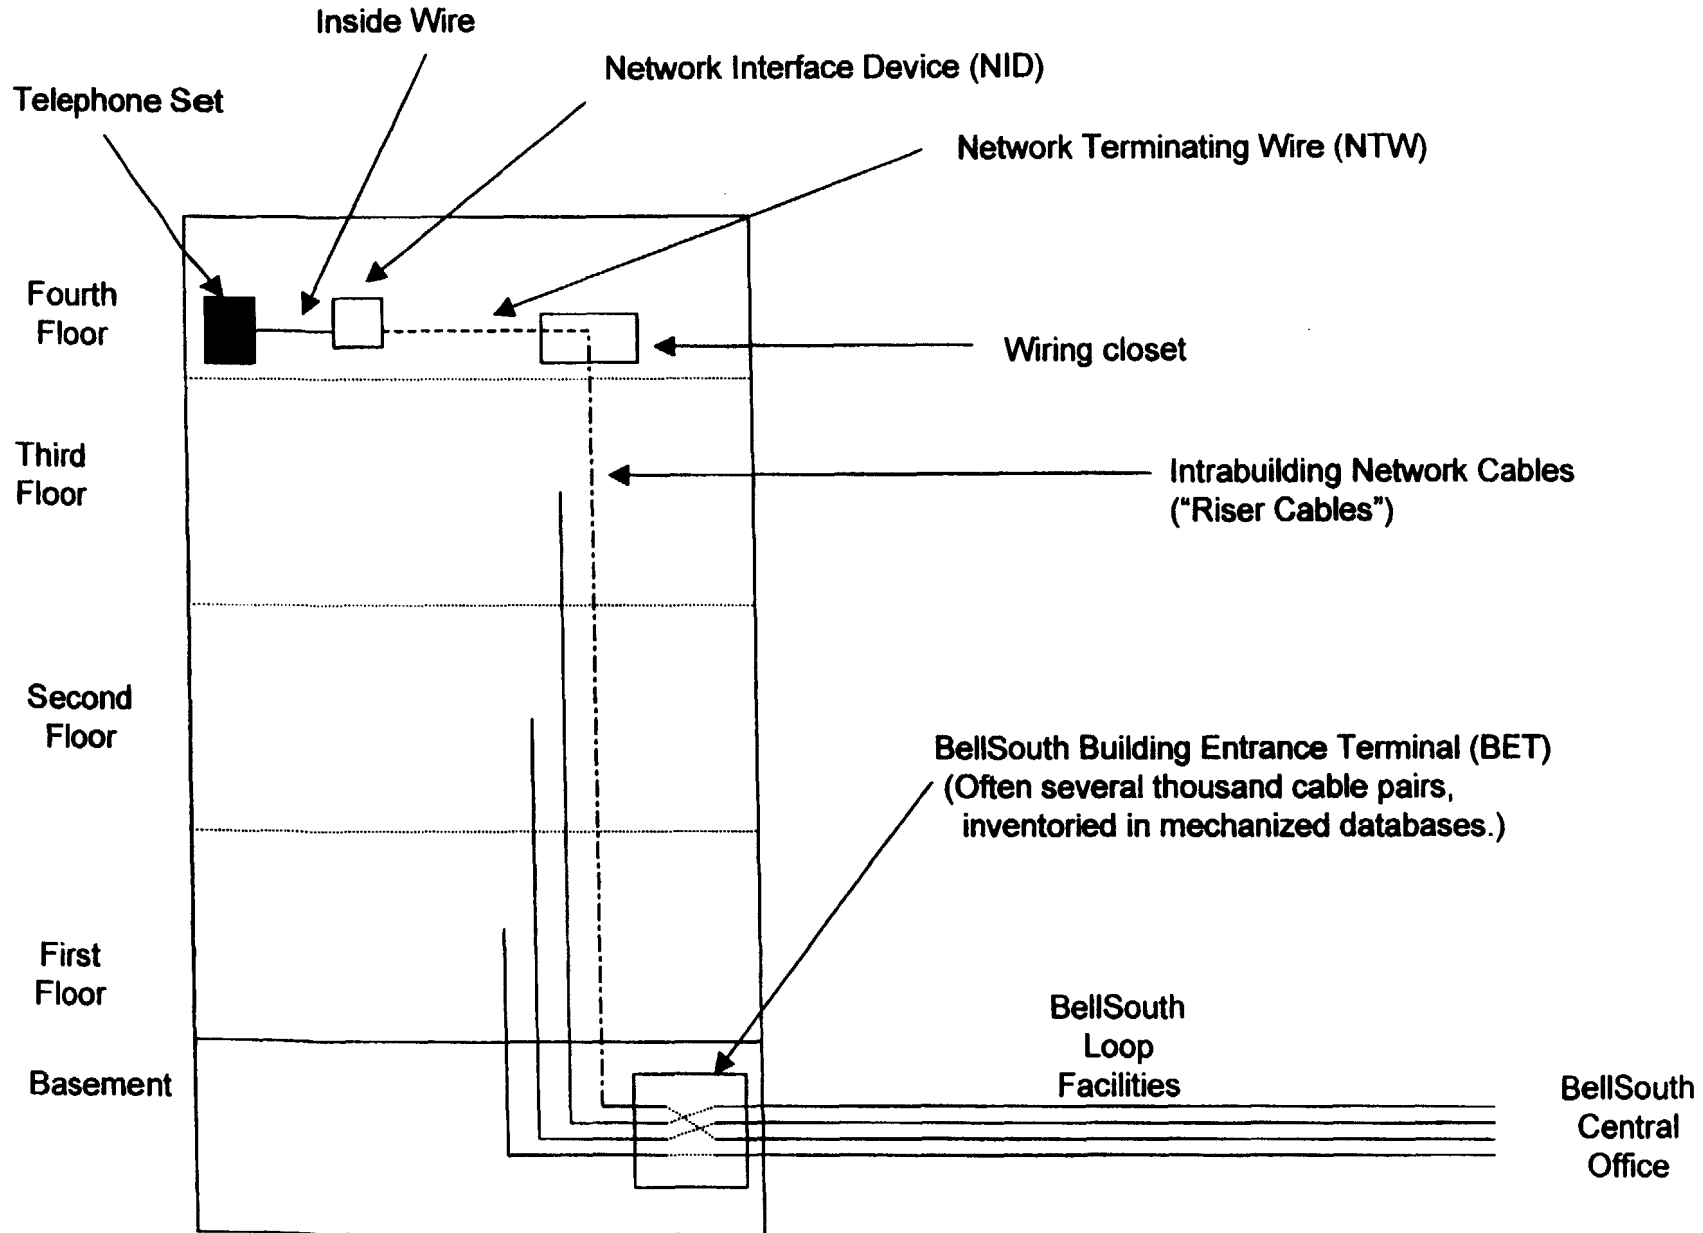 Inside Wire
Network Interface Device (NID)
Telephone Set
Network Terminating Wire (NTW)
Fourth
Floor
Wiring closet
Third
Floor
Intrabuilding Network Cables
("Riser Cables")
Second
Floor
BellSouth Building Entrance Terminal (BET)
(Often several thousand cable pairs,
inventoried in mechanized databases.)
First
Floor
BellSouth
Loop
Facilities
Basement
BellSouth
Central
Office